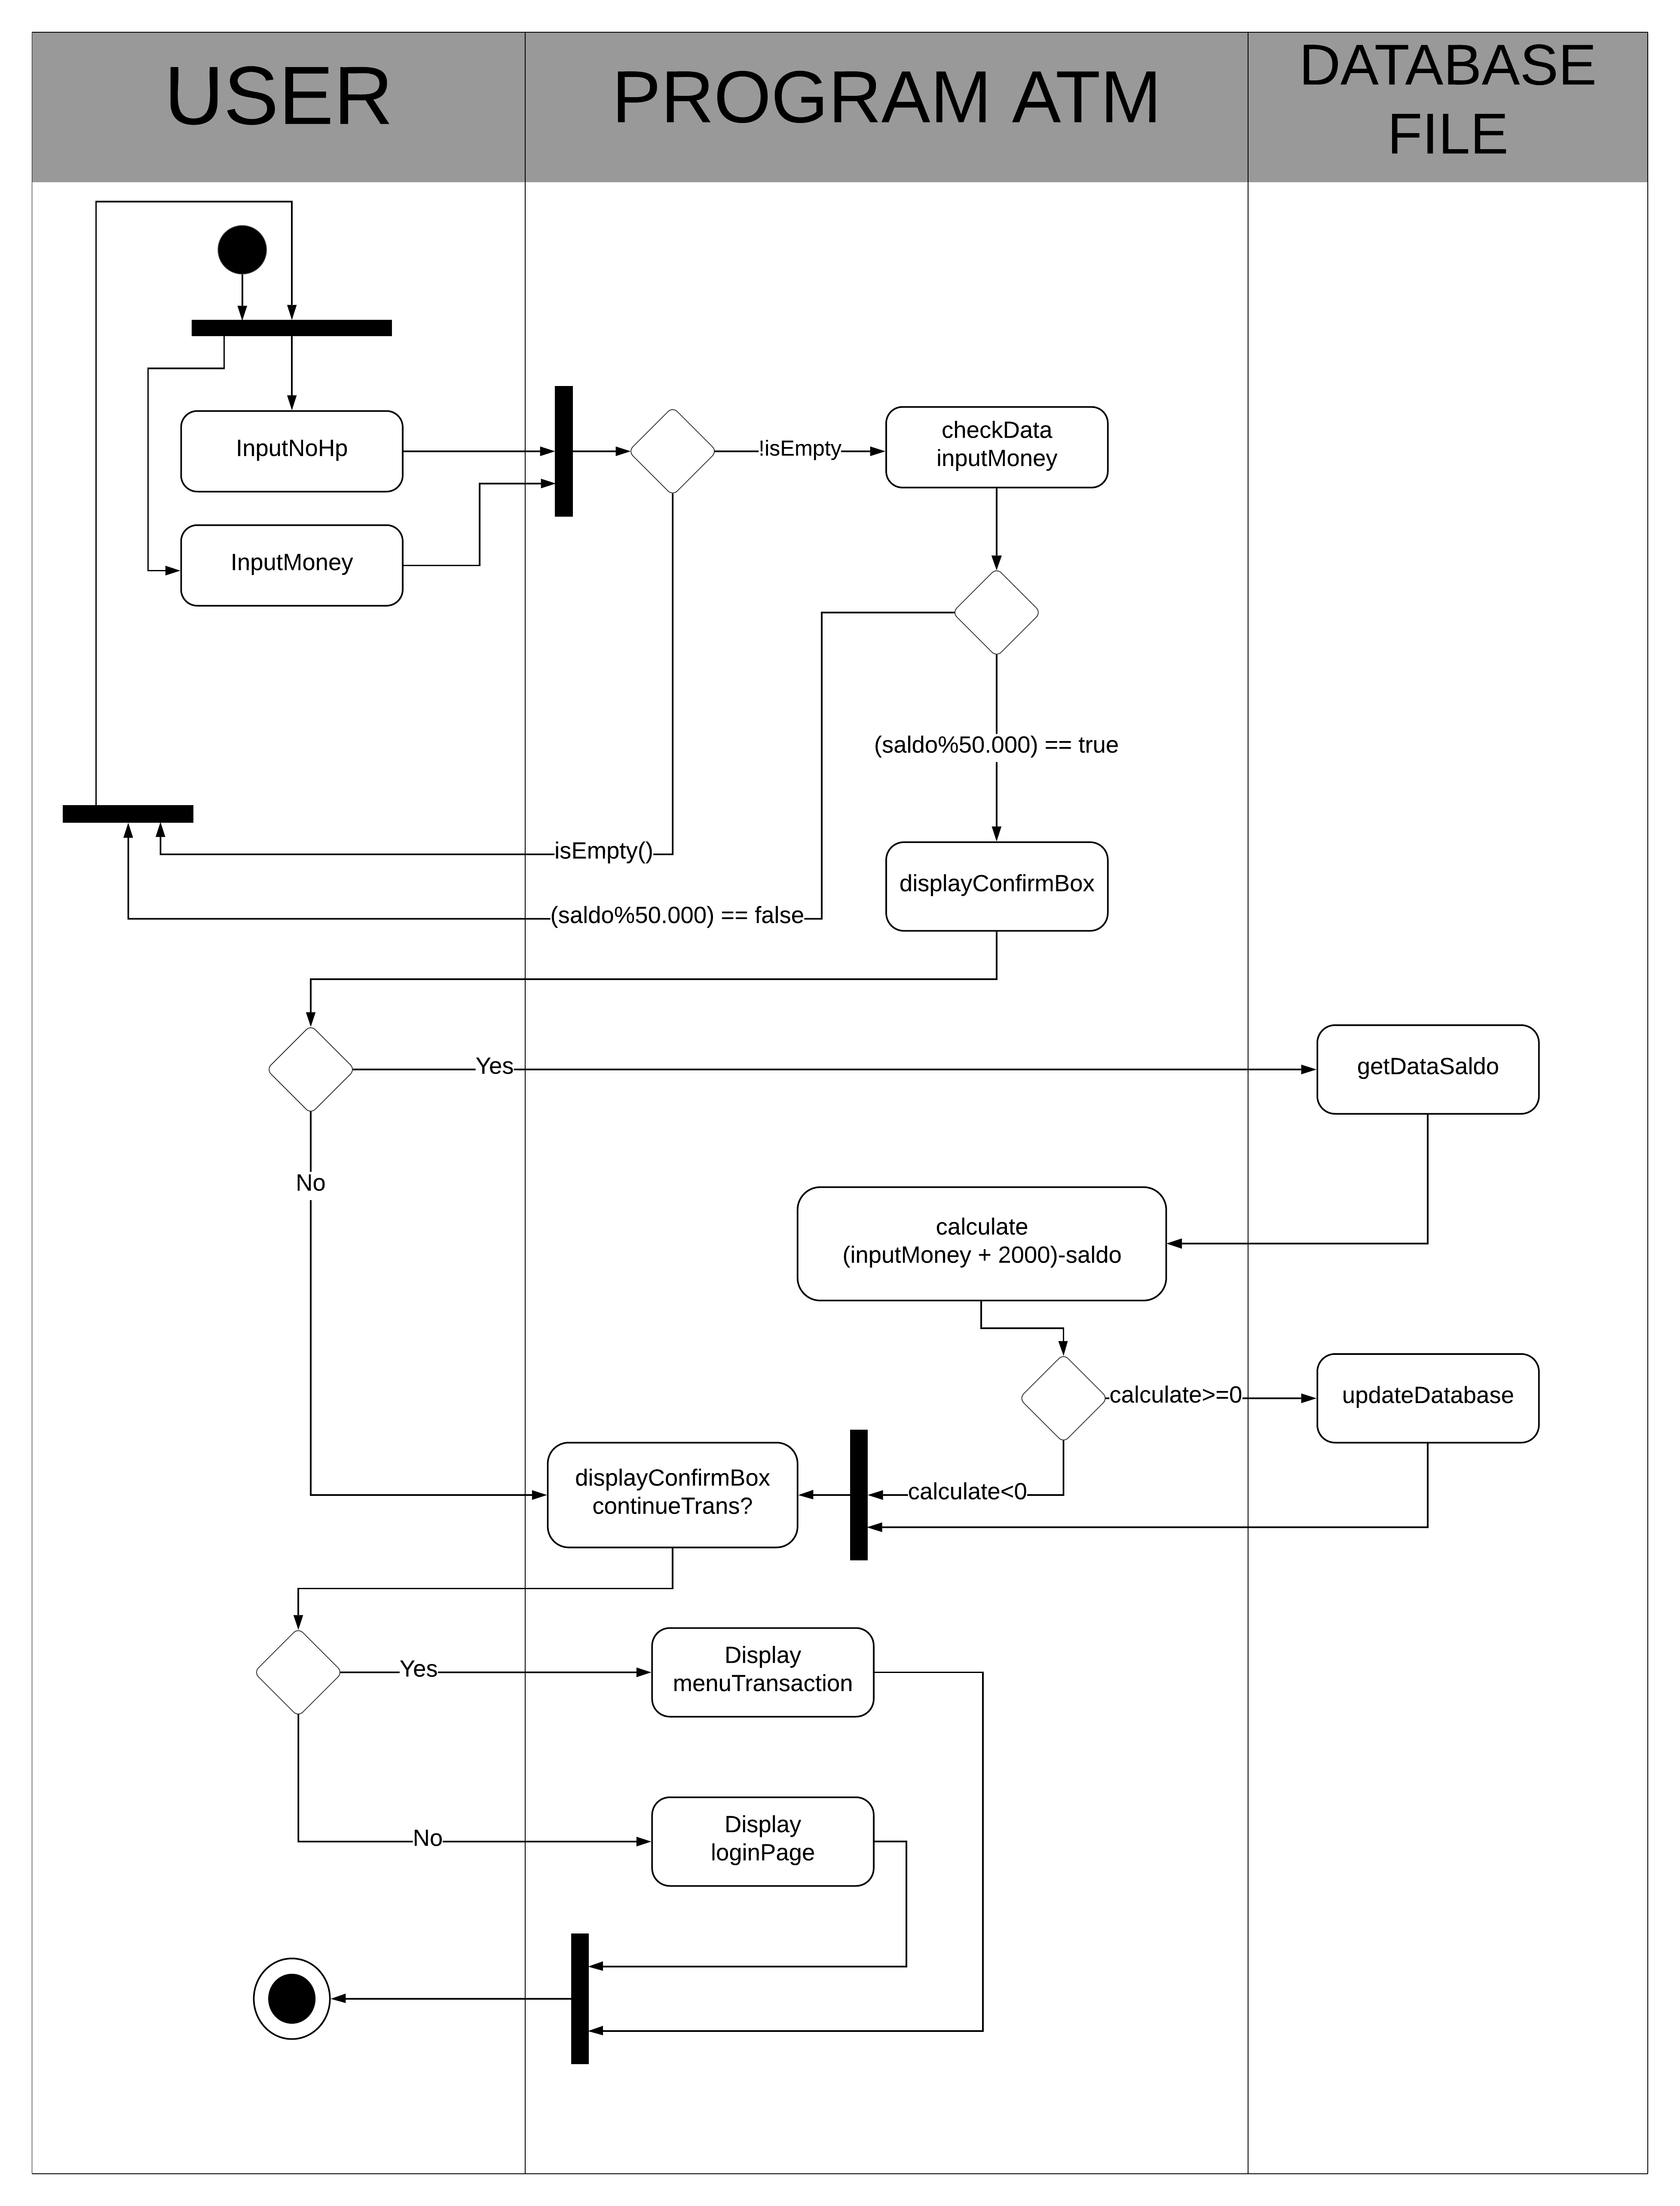 USER
PROGRAM ATM
DATABASE
FILE
InputNoHp
!isEmpty
checkData
inputMoney
InputMoney
(saldo%50.000) == true
isEmpty()
displayConfirmBox
(saldo%50.000) == false
Yes
getDataSaldo
No
calculate
(inputMoney + 2000)-saldo
calculate>=0
updateDatabase
displayConfirmBox
continueTrans?
calculate<0
Yes
Display
menuTransaction
No
Display
loginPage